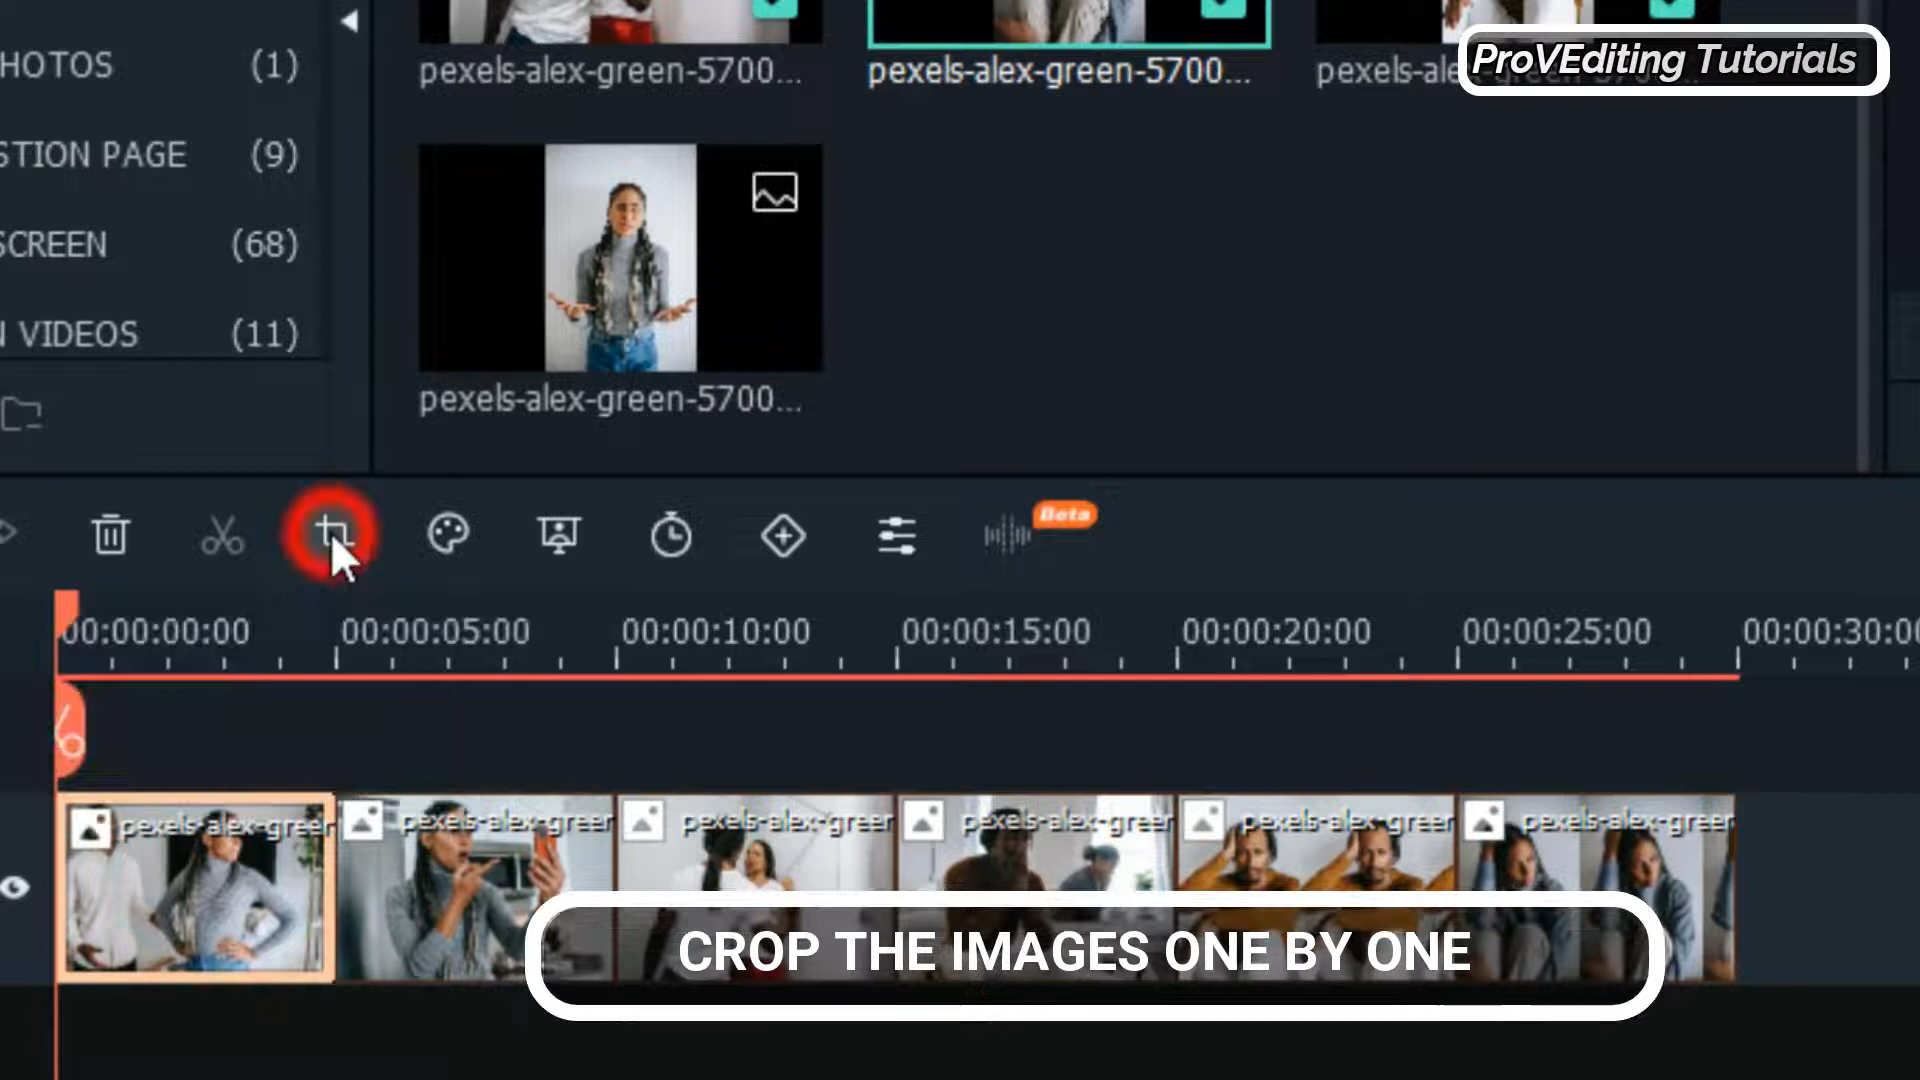 HOTOS (1)
STION PAGE (9)
SCREEN (68)
N VIDEOS (11)
pexels-alex-green-5700...
pexels-alex-green-5700...
pexels-ale
ProVEditing Tutorials
pexels-alex-green-5700...
Beta
00:00:00:00 00:00:05:00 00:00:10:00 00:00:15:00 00:00:20:00 00:00:25:00 00:00:30:00
pexels-alex-green
pexels-alex-green
pexels-alex-green
pexels-alex-green
pexels-alex-green
pexels-alex-green
CROP THE IMAGES ONE BY ONE